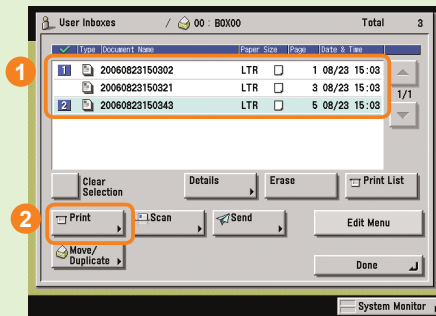 User Inboxes / 00 : BOX00 Total 3
Type Document Name Paper Size Page Date & Time
1
1 20060823150302 LTR 1 08/23 15:03
20060823150321 LTR 3 08/23 15:03
2 20060823150343 LTR 5 08/23 15:03
1/1
Clear Selection
Details
Erase
Print List
2
Print
Scan
Send
Edit Menu
Move/
Duplicate
Done
System Monitor